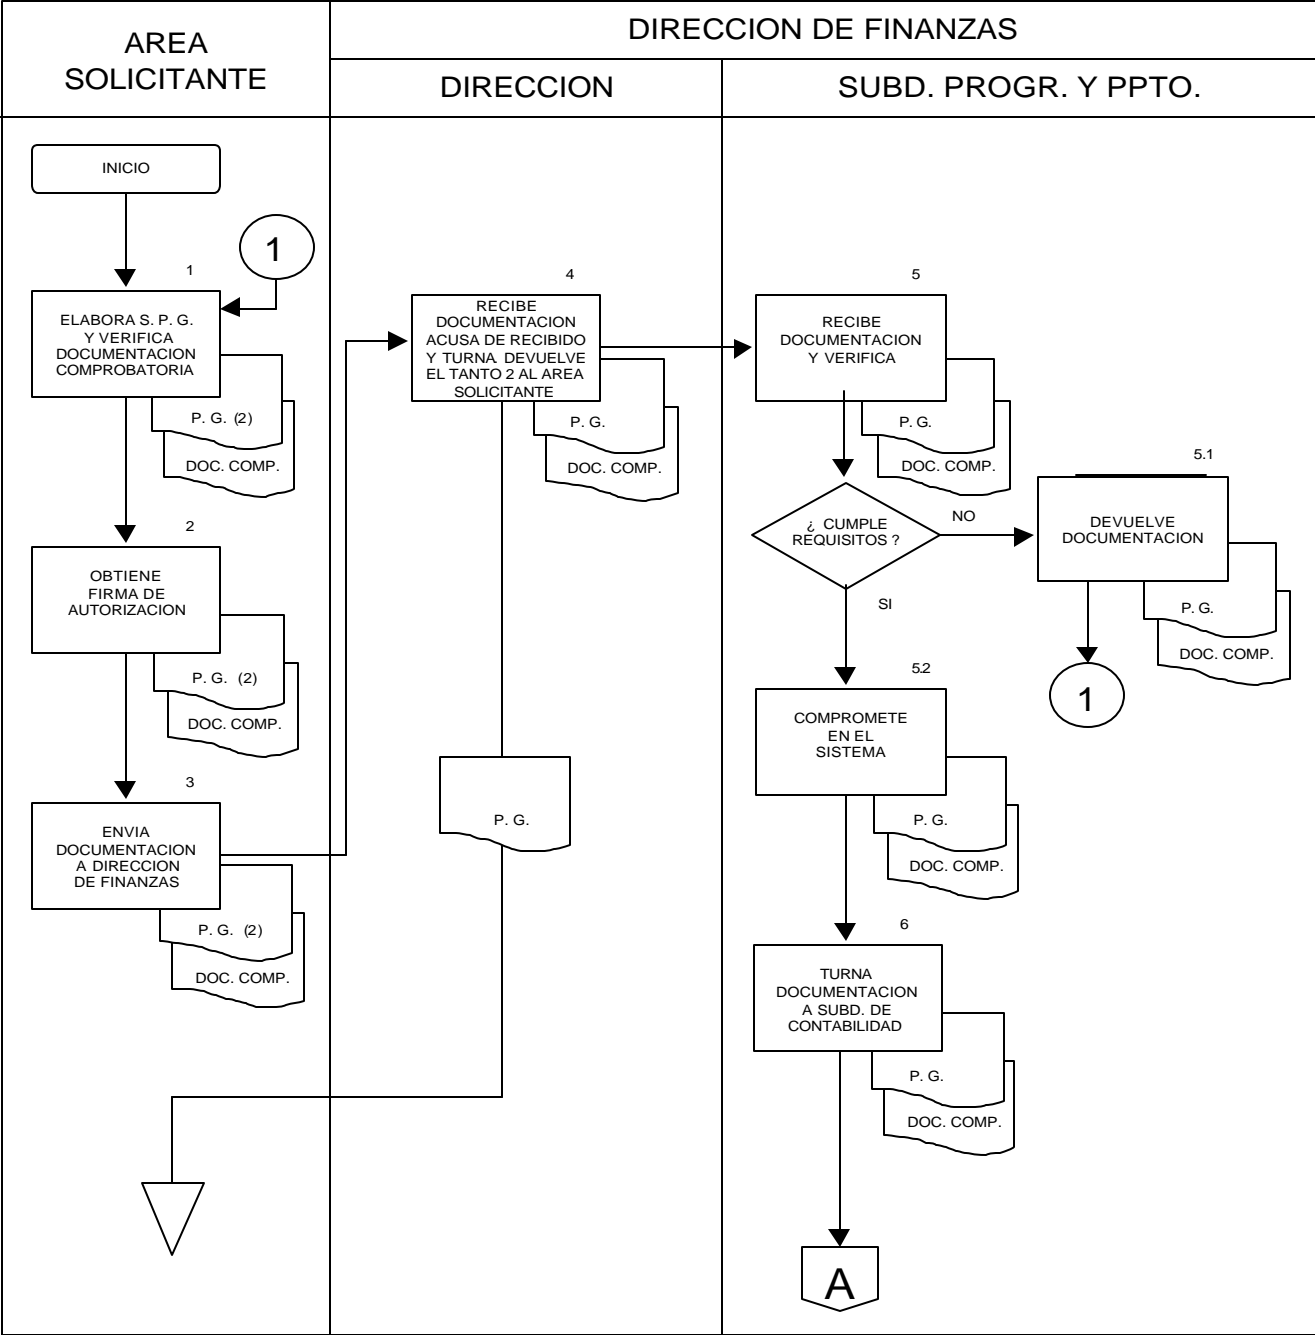 AREA
SOLICITANTE
DIRECCION DE FINANZAS
DIRECCION
SUBD. PROGR. Y PPTO.
INICIO
1
1
ELABORA S. P. G.
Y VERIFICA
DOCUMENTACION
COMPROBATORIA
P. G. (2)
DOC. COMP.
2
OBTIENE
FIRMA DE
AUTORIZACION
P. G. (2)
DOC. COMP.
3
ENVIA
DOCUMENTACION
A DIRECCION
DE FINANZAS
P. G. (2)
DOC. COMP.
4
RECIBE
DOCUMENTACION
ACUSA DE RECIBIDO
Y TURNA. DEVUELVE
EL TANTO 2 AL AREA
SOLICITANTE
P. G.
DOC. COMP.
P. G.
5
RECIBE
DOCUMENTACION
Y VERIFICA
P. G.
DOC. COMP.
¿ CUMPLE
REQUISITOS ?
NO
SI
5.1
DEVUELVE
DOCUMENTACION
P. G.
DOC. COMP.
1
5.2
COMPROMETE
EN EL
SISTEMA
P. G.
DOC. COMP.
6
TURNA
DOCUMENTACION
A SUBD. DE
CONTABILIDAD
P. G.
DOC. COMP.
A